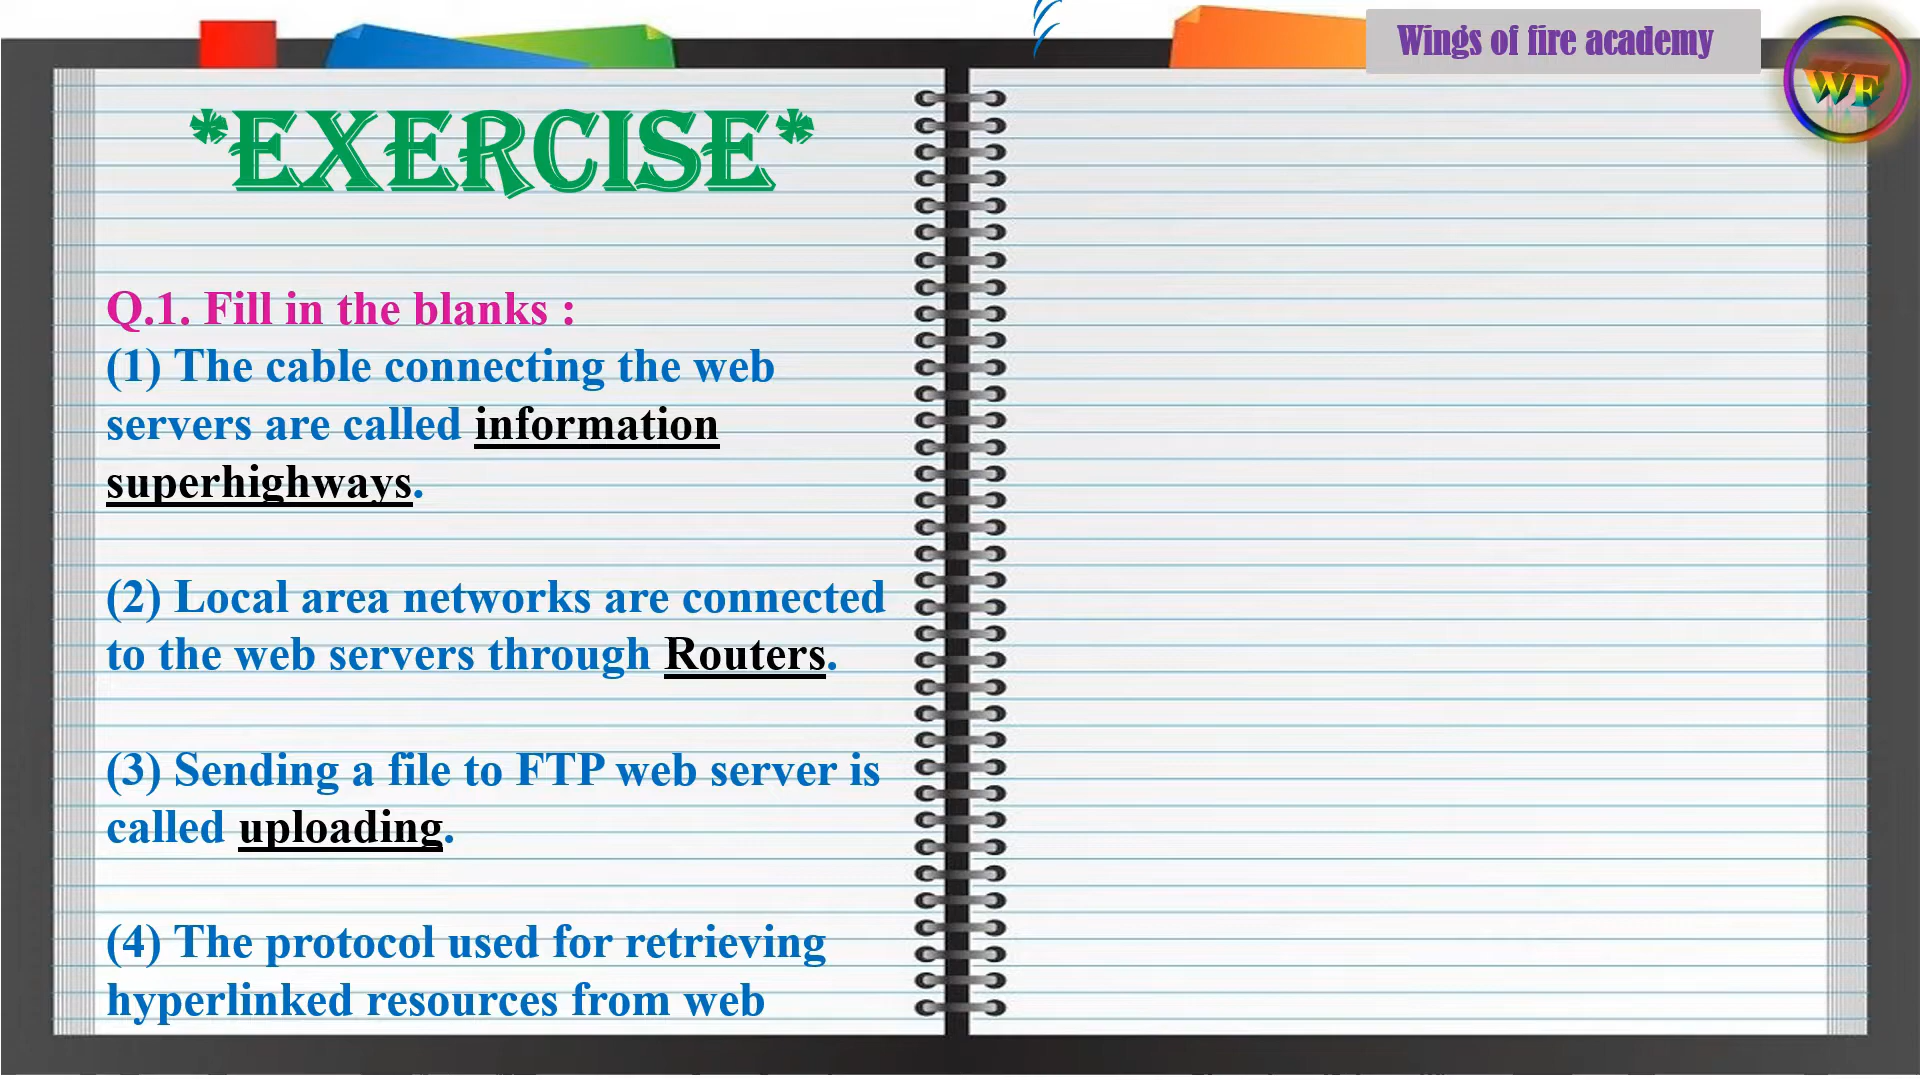 Wings of fire academy
WF
*EXERCISE*
Q.1. Fill in the blanks :
(1) The cable connecting the web
servers are called information
superhighways.
(2) Local area networks are connected
to the web servers through Routers.
(3) Sending a file to FTP web server is
called uploading.
(4) The protocol used for retrieving
hyperlinked resources from web